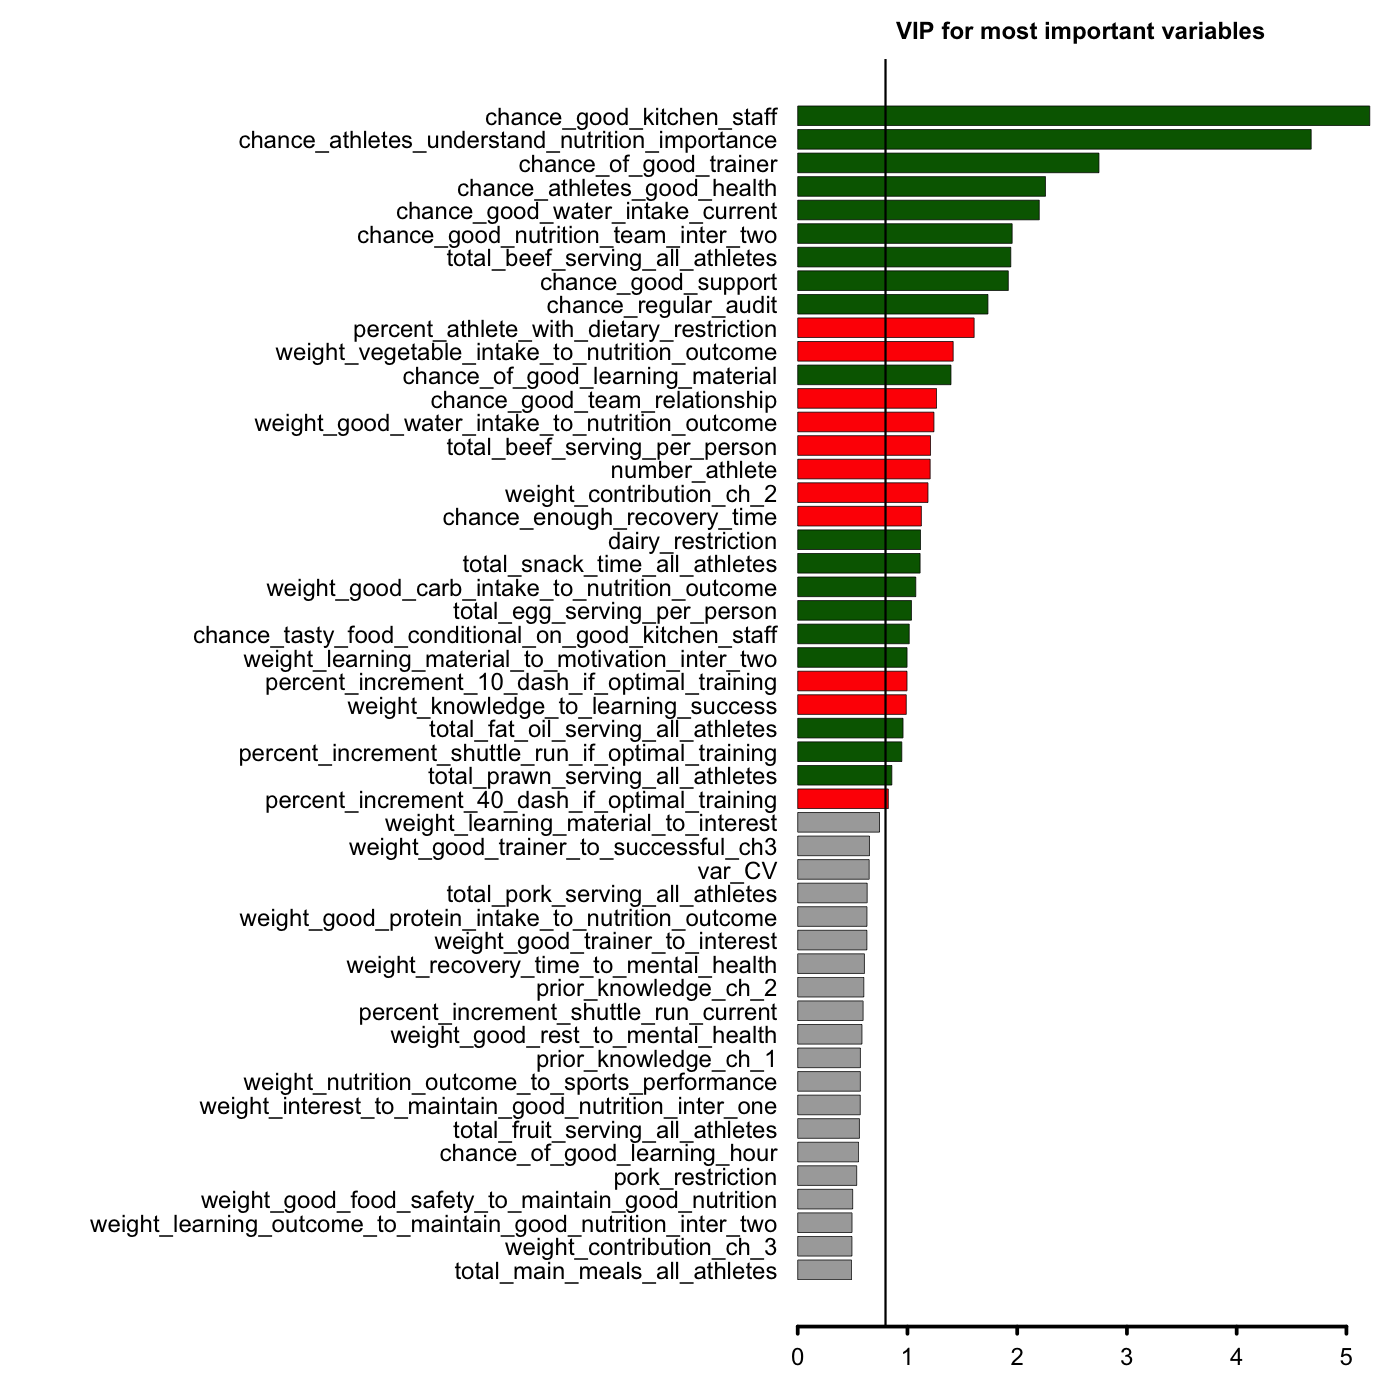 VIP for most important variables
chance_good_kitchen_staff
chance_athletes_understand_nutrition_importance
chance_of_good_trainer
chance_athletes_good_health
chance_good_water_intake_current
chance_good_nutrition_team_inter_two
total_beef_serving_all_athletes
chance_good_support
chance_regular_audit
percent_athlete_with_dietary_restriction
weight_vegetable_intake_to_nutrition_outcome
chance_of_good_learning_material
chance_good_team_relationship
weight_good_water_intake_to_nutrition_outcome
total_beef_serving_per_person
number_athlete
weight_contribution_ch_2
chance_enough_recovery_time
dairy_restriction
total_snack_time_all_athletes
weight_good_carb_intake_to_nutrition_outcome
total_egg_serving_per_person
chance_tasty_food_conditional_on_good_kitchen_staff
weight_learning_material_to_motivation_inter_two
percent_increment_10_dash_if_optimal_training
weight_knowledge_to_learning_success
total_fat_oil_serving_all_athletes
percent_increment_shuttle_run_if_optimal_training
total_prawn_serving_all_athletes
percent_increment_40_dash_if_optimal_training
weight_learning_material_to_interest
weight_good_trainer_to_successful_ch3
var_CV
total_pork_serving_all_athletes
weight_good_protein_intake_to_nutrition_outcome
weight_good_trainer_to_interest
weight_recovery_time_to_mental_health
prior_knowledge_ch_2
percent_increment_shuttle_run_current
weight_good_rest_to_mental_health
prior_knowledge_ch_1
weight_nutrition_outcome_to_sports_performance
weight_interest_to_maintain_good_nutrition_inter_one
total_fruit_serving_all_athletes
chance_of_good_learning_hour
pork_restriction
weight_good_food_safety_to_maintain_good_nutrition
weight_learning_outcome_to_maintain_good_nutrition_inter_two
weight_contribution_ch_3
total_main_meals_all_athletes
0 1 2 3 4 5